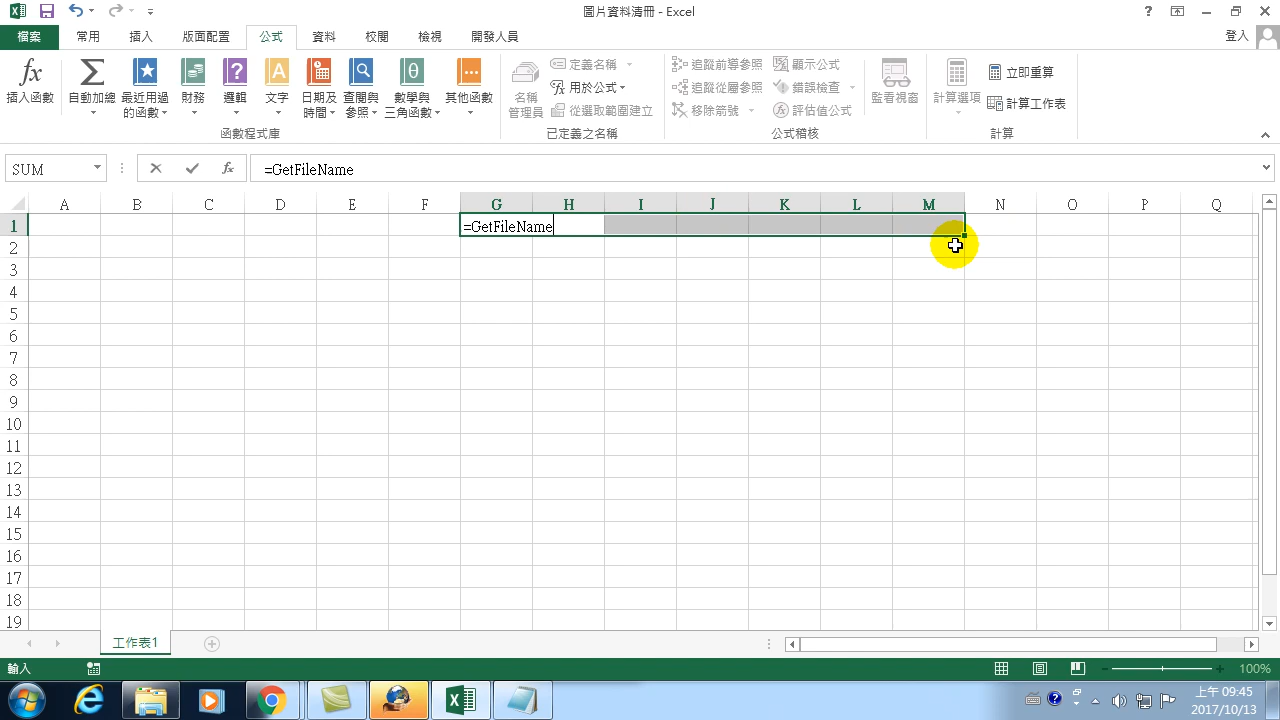 圖片資料清冊 - Excel
檔案 常用 插入 版面配置 公式 資料 校閱 檢視 開發人員 登入
插入函數 自動加總 最近用過的函數 財務 邏輯 文字 日期及時間 查閱與參照 數學與三角函數 其他函數
函數程式庫
名稱管理員 定義名稱 用於公式 從選取範圍建立
已定義之名稱
追蹤前導參照 追蹤從屬參照 移除箭號 顯示公式 錯誤檢查 評估值公式
公式稽核
監看視窗
計算選項 立即重算 計算工作表
計算
SUM =GetFileName
A B C D E F G H I J K L M N O P Q
1 =GetFileName
2
3
4
5
6
7
8
9
10
11
12
13
14
15
16
17
18
19
工作表1
輸入 100%
上午 09:45
2017/10/13